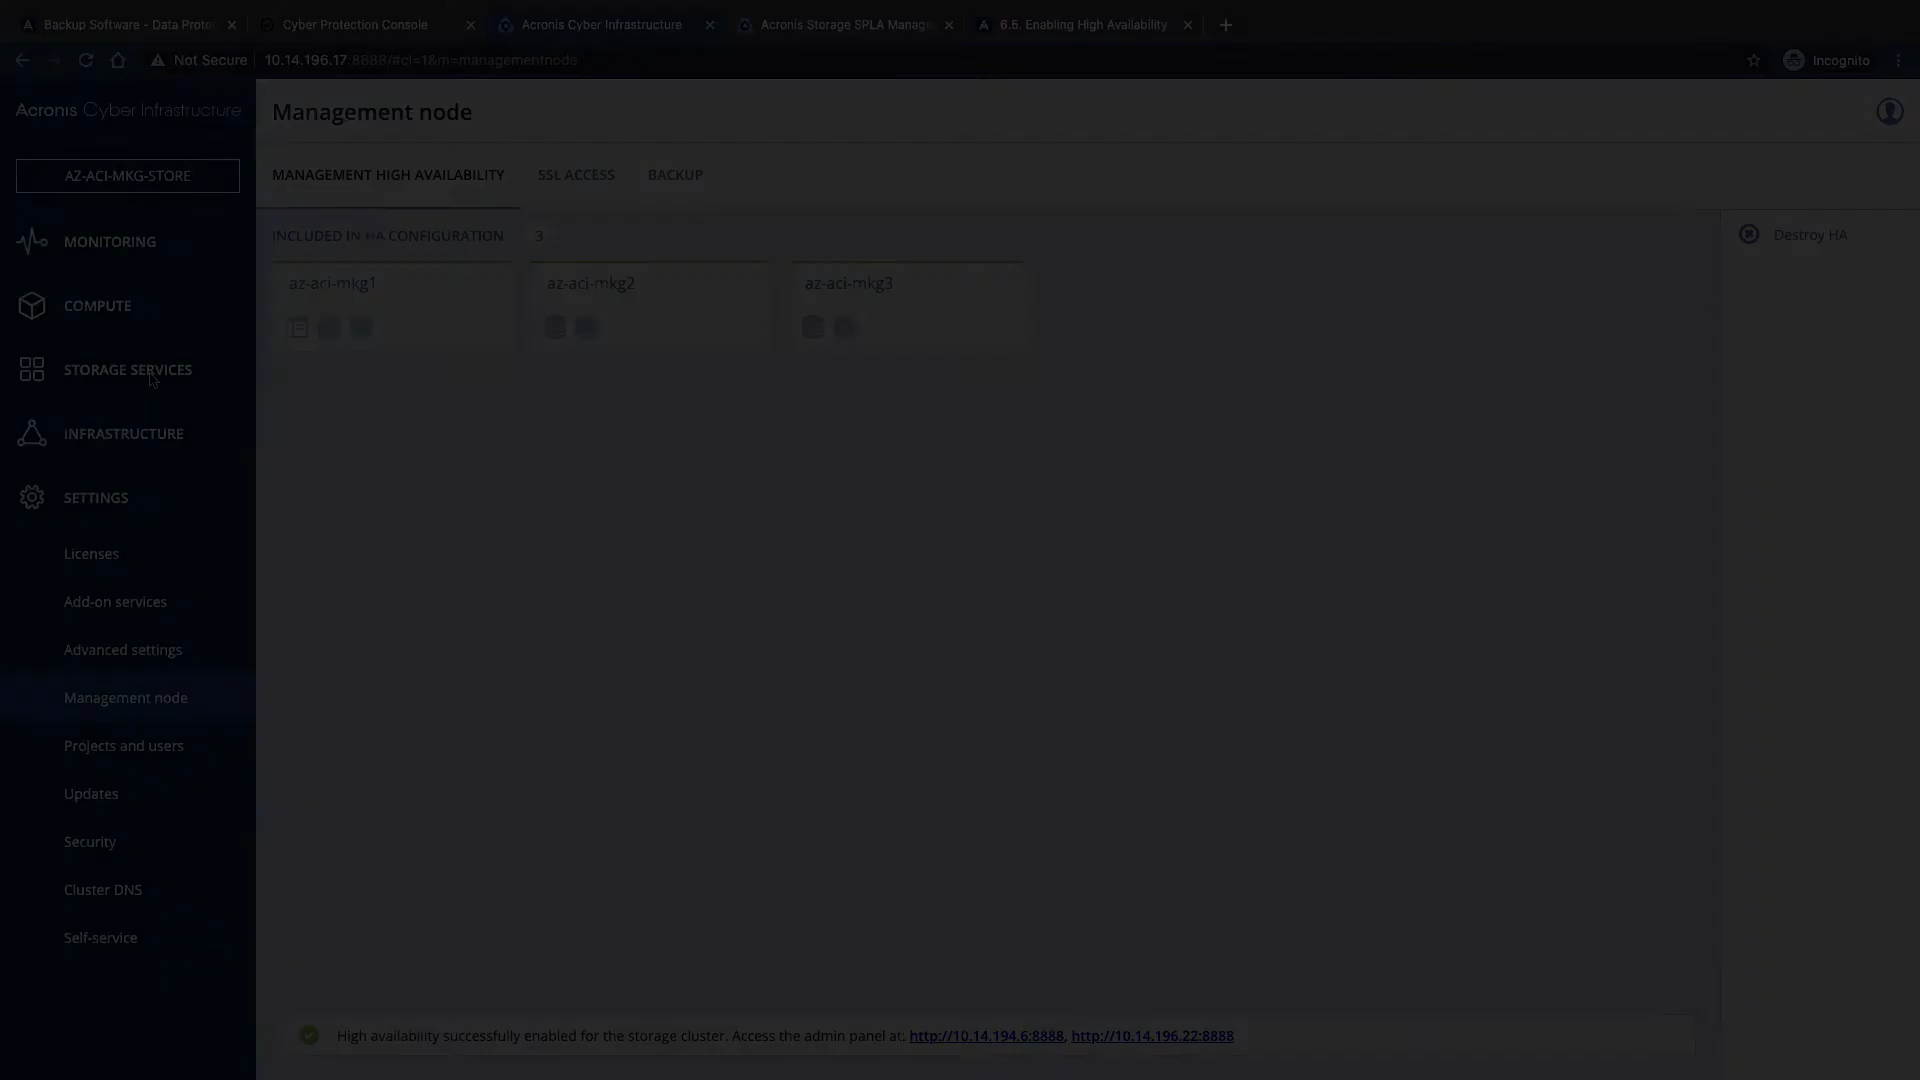 Backup Software - Data Prote
Cyber Protection Console
Acronis Cyber Infrastructure
Acronis Storage SPLA Manage
6.5. Enabling High Availability
Not Secure
10.14.196.17:8888/#cl=1&m=managementnode
Incognito
Acronis Cyber Infrastructure
Management node
AZ-ACI-MKG-STORE
MANAGEMENT HIGH AVAILABILITY
SSL ACCESS
BACKUP
MONITORING
INCLUDED IN HA CONFIGURATION 3
Destroy HA
az-aci-mkg1
az-aci-mkg2
az-aci-mkg3
COMPUTE
STORAGE SERVICES
INFRASTRUCTURE
SETTINGS
Licenses
Add-on services
Advanced settings
Management node
Projects and users
Updates
Security
Cluster DNS
Self-service
High availability successfully enabled for the storage cluster. Access the admin panel at: http://10.14.194.6:8888, http://10.14.196.22:8888